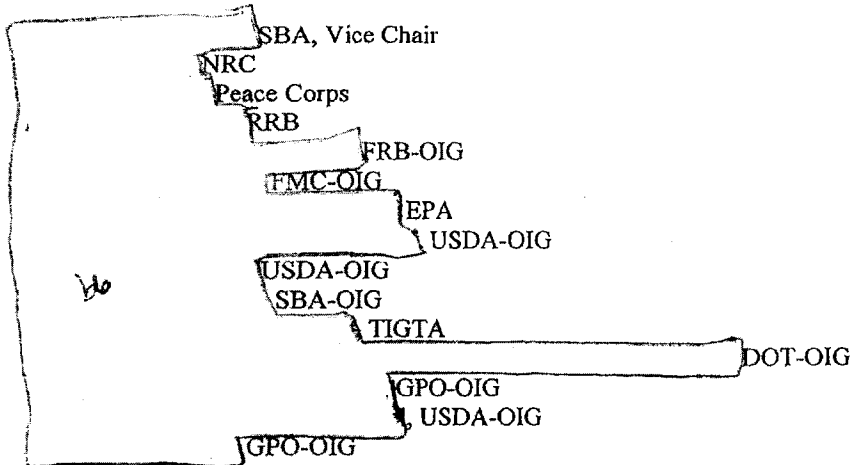 SBA, Vice Chair
NRC
Peace Corps
RRB
FRB-OIG
FMC-OIG
EPA
USDA-OIG
USDA-OIG
b6
SBA-OIG
TIGTA
DOT-OIG
GPO-OIG
USDA-OIG
GPO-OIG